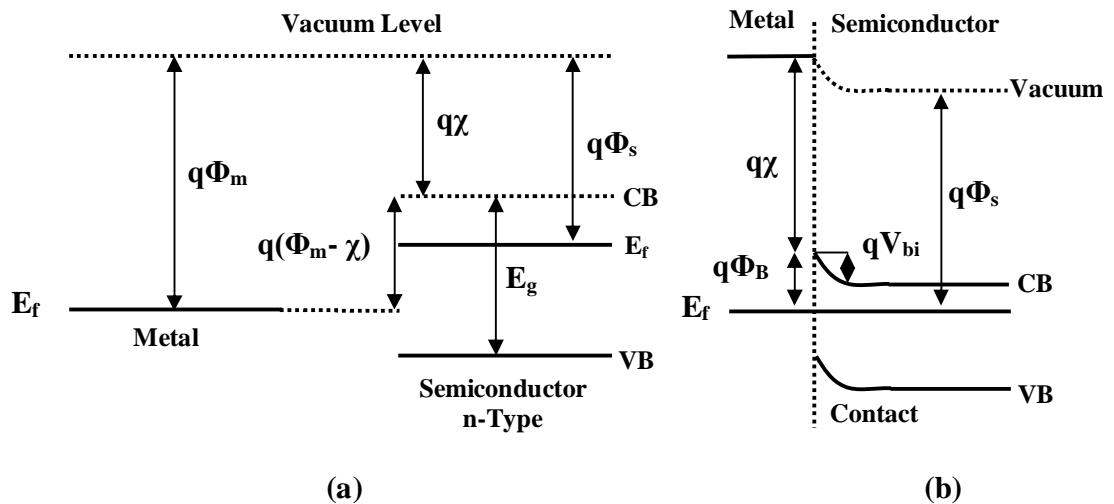 Vacuum Level
qΦm
qχ
qΦs
CB
q(Φm- χ)
Ef
Eg
Ef
Metal
VB
Semiconductor
n-Type
(a)
Metal
Semiconductor
Vacuum
qχ
qΦs
qVbi
qΦB
CB
Ef
VB
Contact
(b)